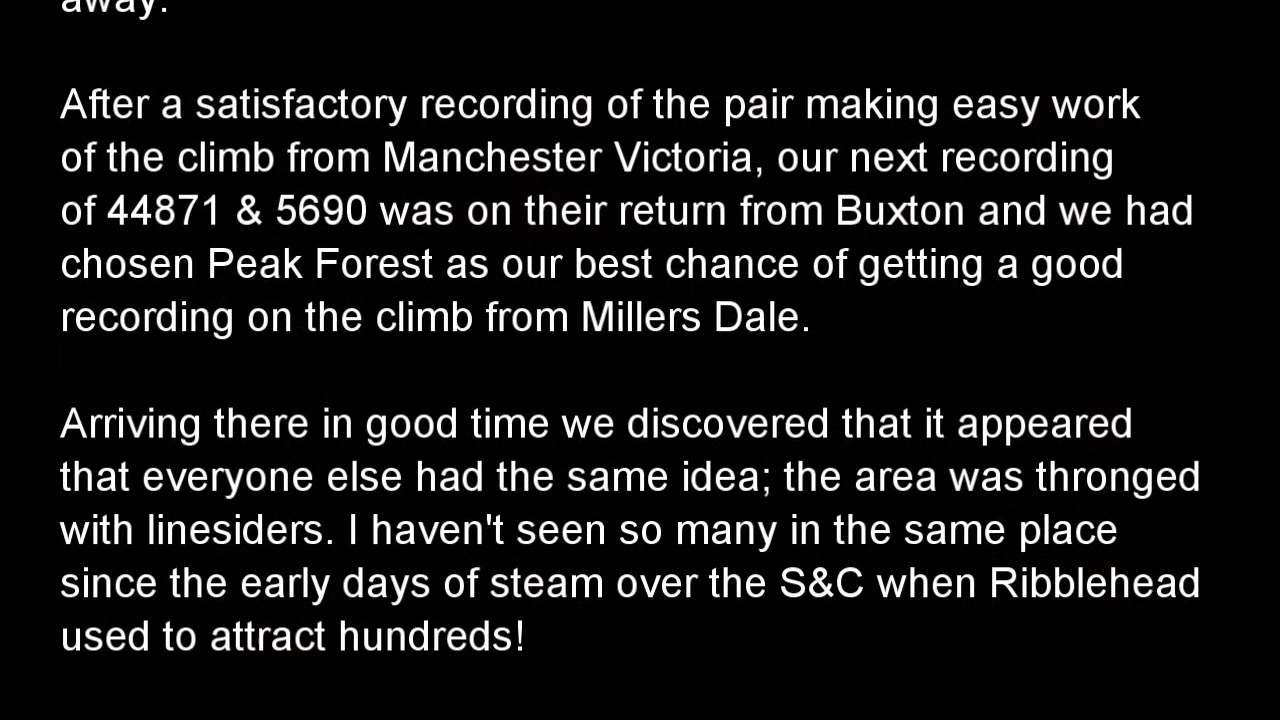 away.
After a satisfactory recording of the pair making easy work
of the climb from Manchester Victoria, our next recording
of 44871 & 5690 was on their return from Buxton and we had
chosen Peak Forest as our best chance of getting a good
recording on the climb from Millers Dale.
Arriving there in good time we discovered that it appeared
that everyone else had the same idea; the area was thronged
with linesiders. I haven't seen so many in the same place
since the early days of steam over the S&C when Ribblehead
used to attract hundreds!